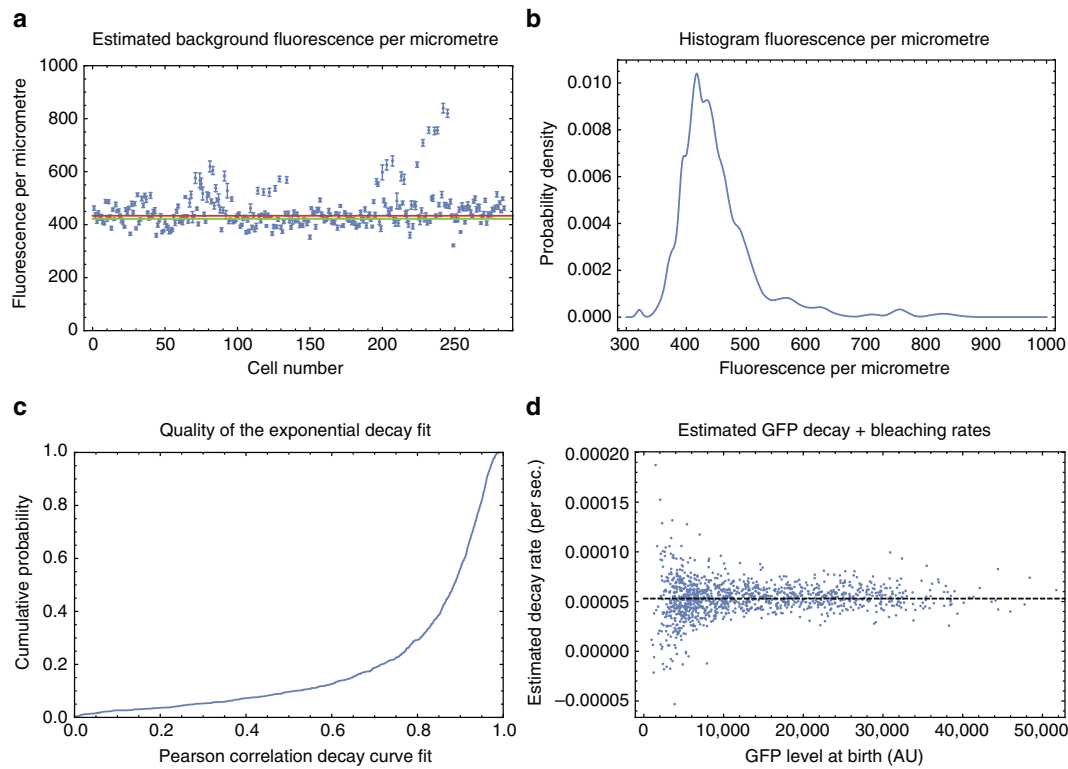 a
Estimated background fluorescence per micrometre
Fluorescence per micrometre
1000
800
600
400
200
0
0 50 100 150 200 250
Cell number
b
Histogram fluorescence per micrometre
Probability density
0.010
0.008
0.006
0.004
0.002
0.000
300 400 500 600 700 800 900 1000
Fluorescence per micrometre
c
Quality of the exponential decay fit
Cumulative probability
1.0
0.8
0.6
0.4
0.2
0.0
0.0 0.2 0.4 0.6 0.8 1.0
Pearson correlation decay curve fit
d
Estimated GFP decay + bleaching rates
Estimated decay rate (per sec.)
0.00020
0.00015
0.00010
0.00005
0.00000
−0.00005
0 10,000 20,000 30,000 40,000 50,000
GFP level at birth (AU)